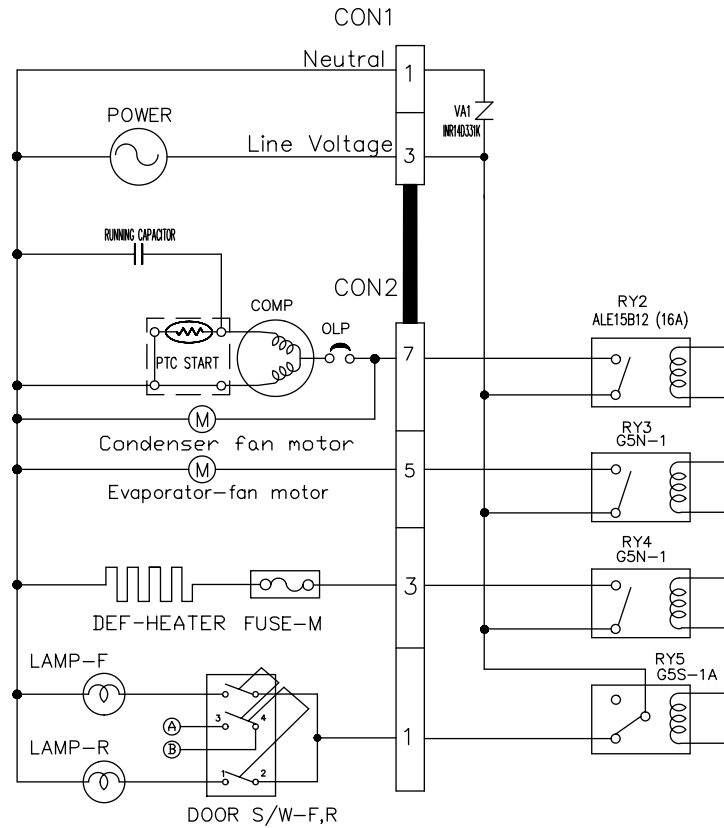 CON1
Neutral
1
POWER
VA1
INR14D331K
Line Voltage
3
RUNNING CAPACITOR
CON2
COMP
OLP
RY2
ALE15B12 (16A)
7
PTC START
M
Condenser fan motor
RY3
G5N-1
M
5
Evaporator-fan motor
RY4
G5N-1
3
DEF-HEATER
FUSE-M
LAMP-F
RY5
G5S-1A
3
4
A
B
1
LAMP-R
1
2
DOOR S/W-F,R